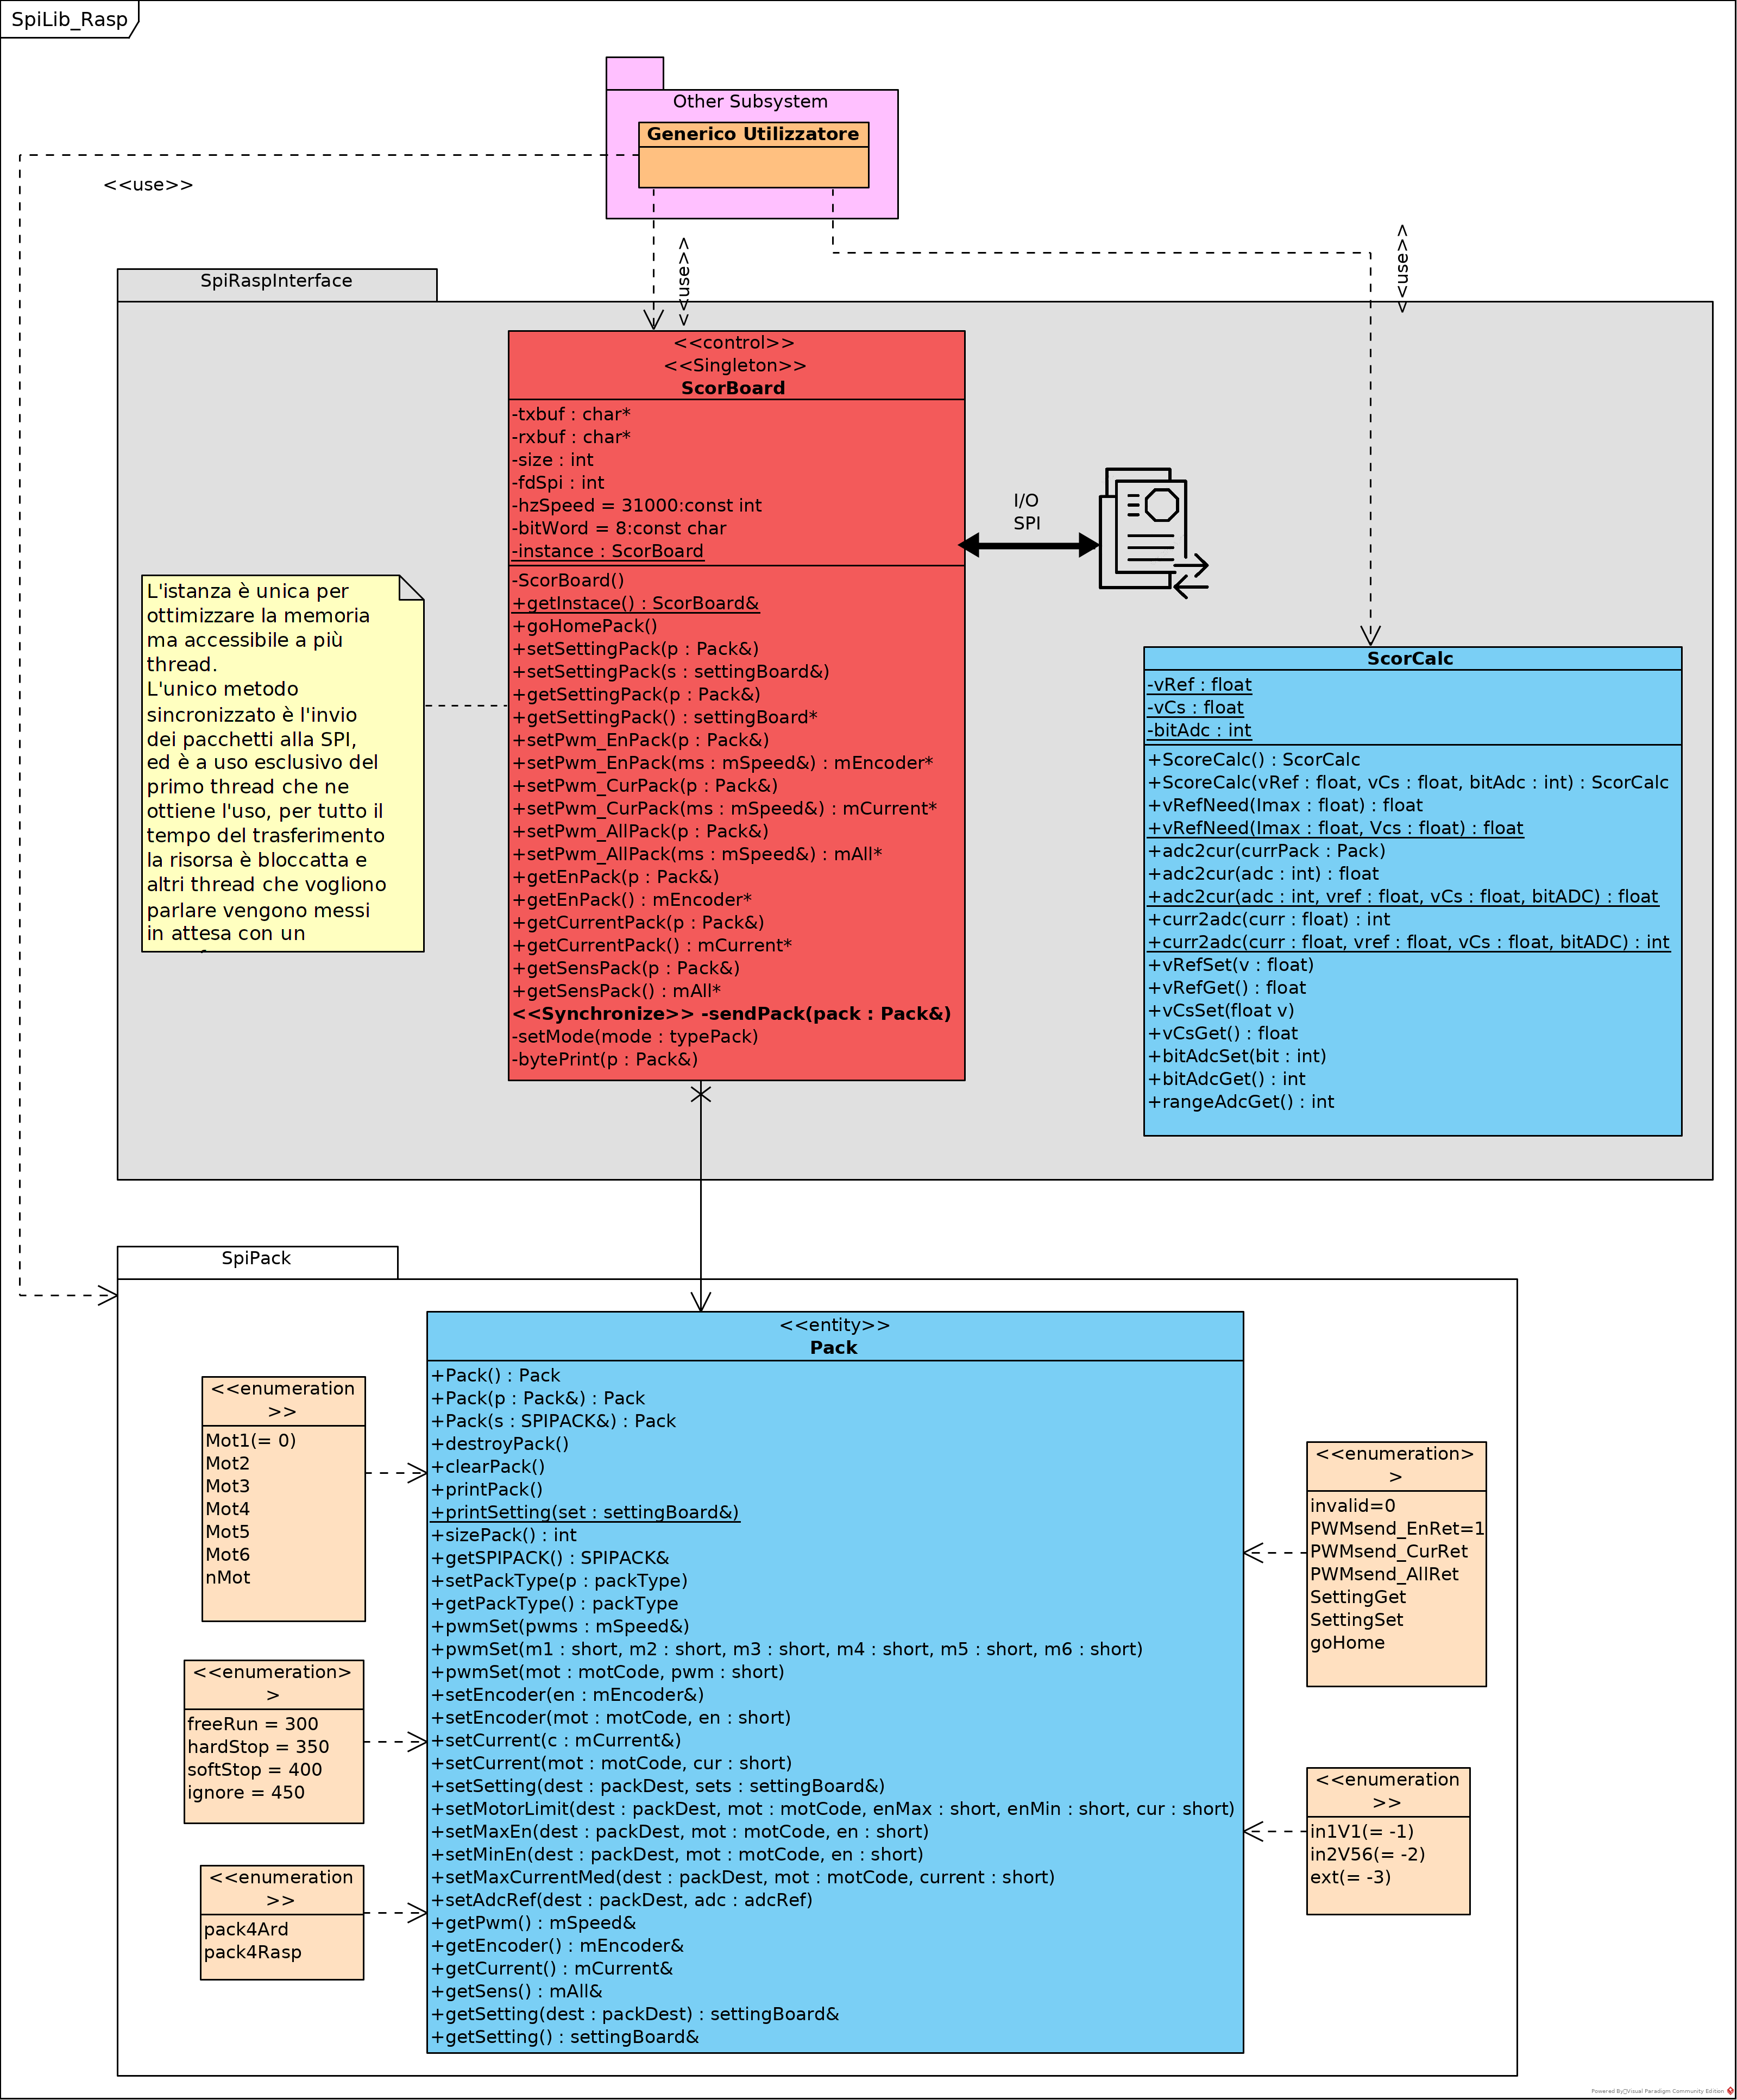 SpiLib_Rasp
Other Subsystem
Generico Utilizzatore
<<use>>
<<use>>
<<use>>
SpiRaspInterface
<<control>>
<<Singleton>>
ScorBoard
-txbuf : char*
-rxbuf : char*
-size : int
-fdSpi : int
-hzSpeed = 31000:const int
-bitWord = 8:const char
-instance : ScorBoard
-ScorBoard()
+getInstace() : ScorBoard&
+goHomePack()
+setSettingPack(p : Pack&)
+setSettingPack(s : settingBoard&)
+getSettingPack(p : Pack&)
+getSettingPack() : settingBoard*
+setPwm_EnPack(p : Pack&)
+setPwm_EnPack(ms : mSpeed&) : mEncoder*
+setPwm_CurPack(p : Pack&)
+setPwm_CurPack(ms : mSpeed&) : mCurrent*
+setPwm_AllPack(p : Pack&)
+setPwm_AllPack(ms : mSpeed&) : mAll*
+getEnPack(p : Pack&)
+getEnPack() : mEncoder*
+getCurrentPack(p : Pack&)
+getCurrentPack() : mCurrent*
+getSensPack(p : Pack&)
+getSensPack() : mAll*
<<Synchronize>> -sendPack(pack : Pack&)
-setMode(mode : typePack)
-bytePrint(p : Pack&)
I/O
SPI
L'istanza è unica per
ottimizzare la memoria
ma accessibile a più
thread.
L'unico metodo
sincronizzato è l'invio
dei pacchetti alla SPI,
ed è a uso esclusivo del
primo thread che ne
ottiene l'uso, per tutto il
tempo del trasferimento
la risorsa è bloccatta e
altri thread che vogliono
parlare vengono messi
in attesa con un
ScorCalc
-vRef : float
-vCs : float
-bitAdc : int
+ScoreCalc() : ScorCalc
+ScoreCalc(vRef : float, vCs : float, bitAdc : int) : ScorCalc
+vRefNeed(Imax : float) : float
+vRefNeed(Imax : float, Vcs : float) : float
+adc2cur(currPack : Pack)
+adc2cur(adc : int) : float
+adc2cur(adc : int, vref : float, vCs : float, bitADC) : float
+curr2adc(curr : float) : int
+curr2adc(curr : float, vref : float, vCs : float, bitADC) : int
+vRefSet(v : float)
+vRefGet() : float
+vCsSet(float v)
+vCsGet() : float
+bitAdcSet(bit : int)
+bitAdcGet() : int
+rangeAdcGet() : int
SpiPack
<<entity>>
Pack
+Pack() : Pack
+Pack(p : Pack&) : Pack
+Pack(s : SPIPACK&) : Pack
+destroyPack()
+clearPack()
+printPack()
+printSetting(set : settingBoard&)
+sizePack() : int
+getSPIPACK() : SPIPACK&
+setPackType(p : packType)
+getPackType() : packType
+pwmSet(pwms : mSpeed&)
+pwmSet(m1 : short, m2 : short, m3 : short, m4 : short, m5 : short, m6 : short)
+pwmSet(mot : motCode, pwm : short)
+setEncoder(en : mEncoder&)
+setEncoder(mot : motCode, en : short)
+setCurrent(c : mCurrent&)
+setCurrent(mot : motCode, cur : short)
+setSetting(dest : packDest, sets : settingBoard&)
+setMotorLimit(dest : packDest, mot : motCode, enMax : short, enMin : short, cur : short)
+setMaxEn(dest : packDest, mot : motCode, en : short)
+setMinEn(dest : packDest, mot : motCode, en : short)
+setMaxCurrentMed(dest : packDest, mot : motCode, current : short)
+setAdcRef(dest : packDest, adc : adcRef)
+getPwm() : mSpeed&
+getEncoder() : mEncoder&
+getCurrent() : mCurrent&
+getSens() : mAll&
+getSetting(dest : packDest) : settingBoard&
+getSetting() : settingBoard&
<<enumeration
>>
Mot1(= 0)
Mot2
Mot3
Mot4
Mot5
Mot6
nMot
<<enumeration>
>
freeRun = 300
hardStop = 350
softStop = 400
ignore = 450
<<enumeration
>>
pack4Ard
pack4Rasp
<<enumeration>
>
invalid=0
PWMsend_EnRet=1
PWMsend_CurRet
PWMsend_AllRet
SettingGet
SettingSet
goHome
<<enumeration
>>
in1V1(= -1)
in2V56(= -2)
ext(= -3)
Powered By Visual Paradigm Community Edition